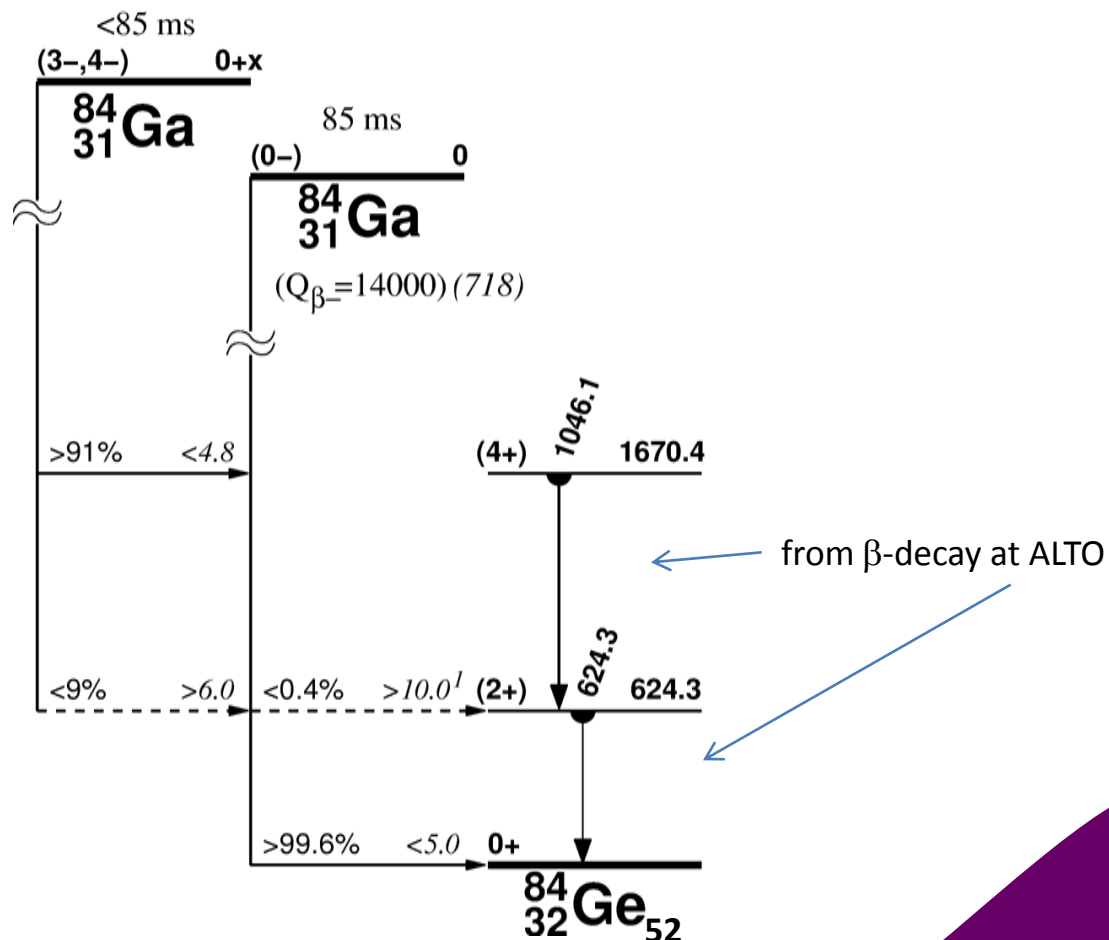 <85 ms
(3−,4−) 0+x
84
31Ga
85 ms
(0−) 0
84
31Ga
(Qβ−=14000) (718)
1046.1
>91% <4.8
(4+) 1670.4
from β-decay at ALTO
624.3
<9% >6.0 <0.4% >10.0¹ (2+) 624.3
>99.6% <5.0 0+
84
32Ge52